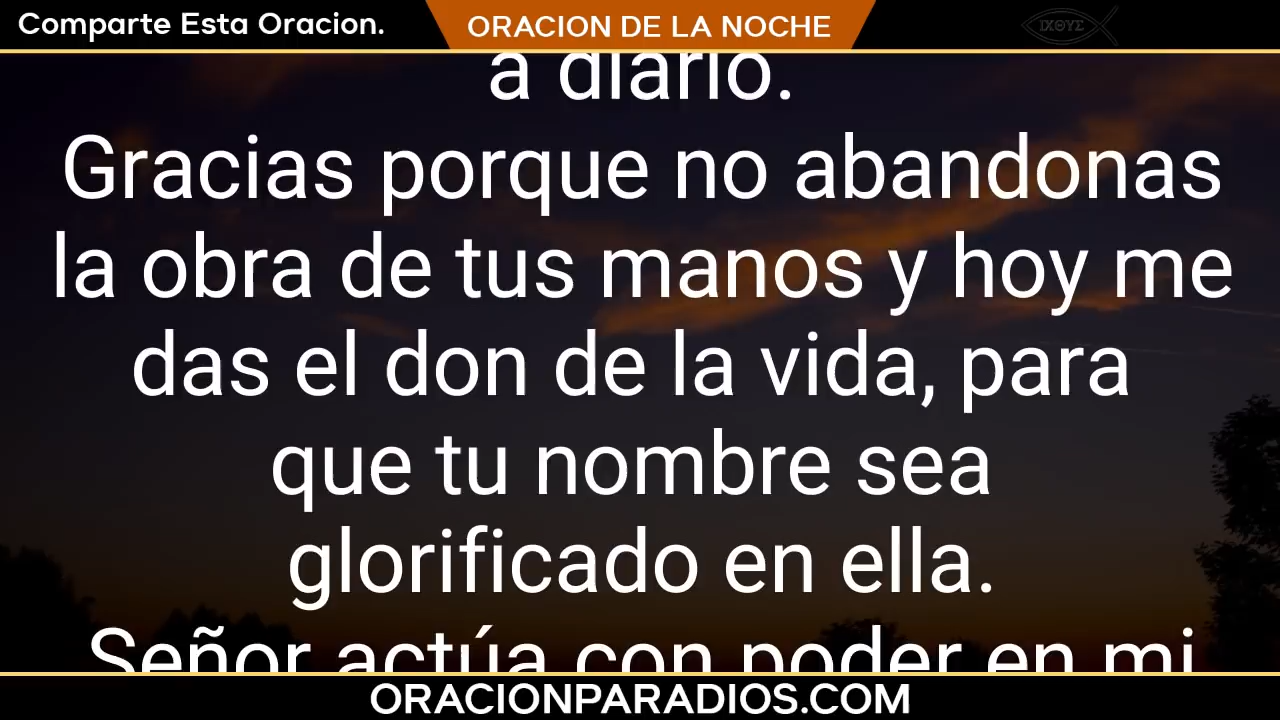 Comparte Esta Oracion.
ORACION DE LA NOCHE
ΙΧΘΥΣ
a diario.
Gracias porque no abandonas
la obra de tus manos y hoy me
das el don de la vida, para
que tu nombre sea
glorificado en ella.
Señor actúa con poder en mi
ORACIONPARADIOS.COM